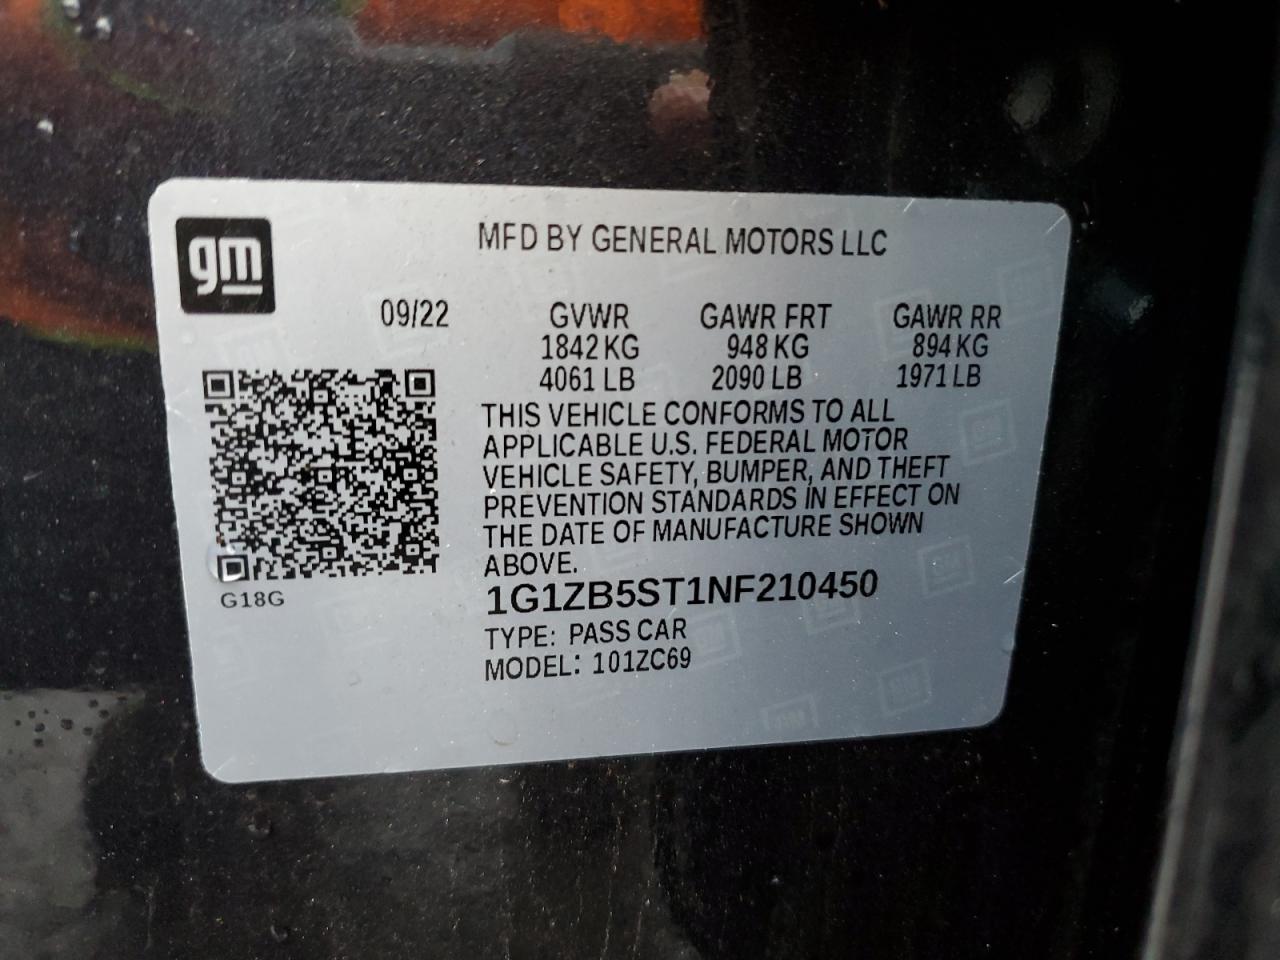 gm
MFD BY GENERAL MOTORS LLC
09/22 GVWR GAWR FRT GAWR RR
1842 KG 948 KG 894 KG
4061 LB 2090 LB 1971 LB
THIS VEHICLE CONFORMS TO ALL
APPLICABLE U.S. FEDERAL MOTOR
VEHICLE SAFETY, BUMPER, AND THEFT
PREVENTION STANDARDS IN EFFECT ON
THE DATE OF MANUFACTURE SHOWN
ABOVE.
G18G
1G1ZB5ST1NF210450
TYPE: PASS CAR
MODEL: 101ZC69